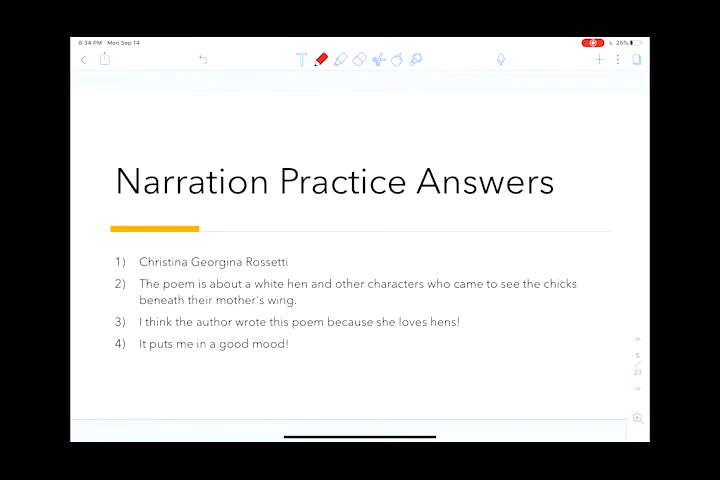 8:34 PM Mon Sep 14
25%
T
Narration Practice Answers
1) Christina Georgina Rossetti
2) The poem is about a white hen and other characters who came to see the chicks
beneath their mother's wing.
3) I think the author wrote this poem because she loves hens!
4) It puts me in a good mood!
5
/
23